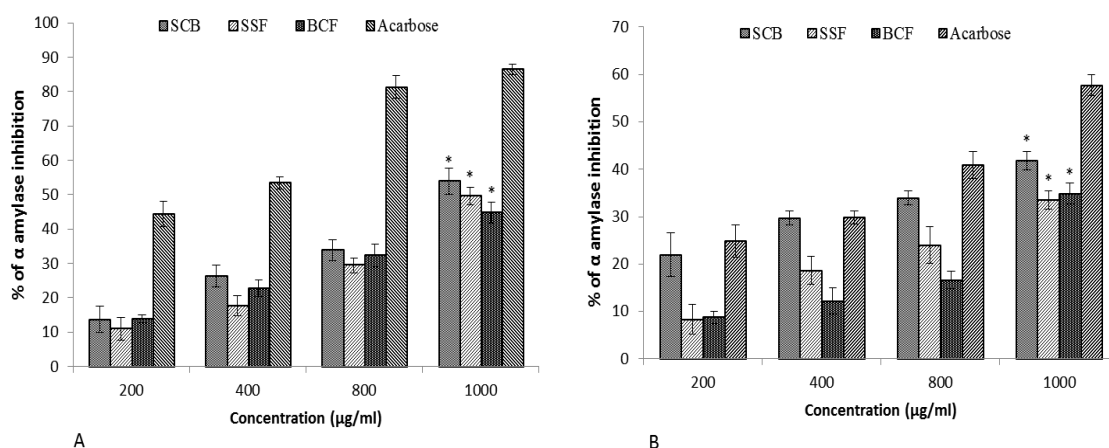 100
90
80
70
60
50
40
30
20
10
0
% of α amylase inhibition
SCB SSF BCF Acarbose
* * *
200 400 800 1000
Concentration (µg/ml)
A
70
60
50
40
30
20
10
0
% of α amylase inhibition
SCB SSF BCF Acarbose
* * *
200 400 800 1000
Concentration (µg/ml)
B